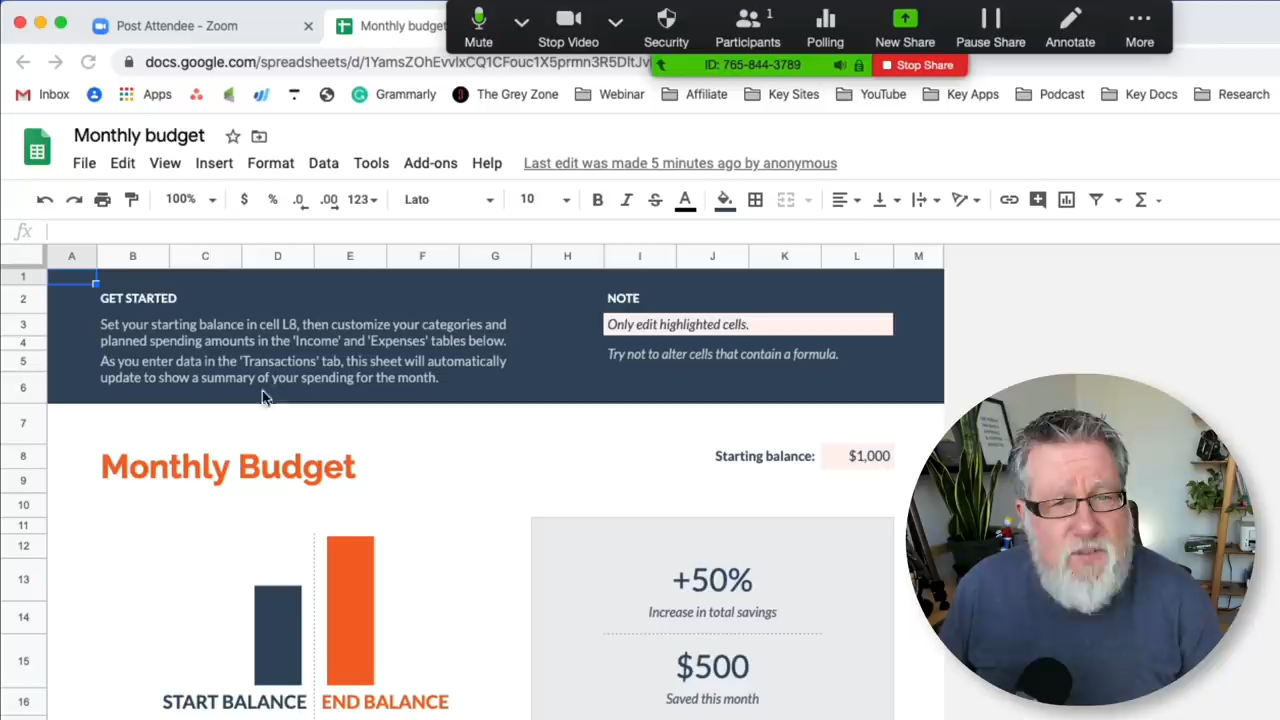 Post Attendee - Zoom
Monthly budget
Mute
Stop Video
Security
1
Participants
Polling
New Share
Pause Share
Annotate
More
docs.google.com/spreadsheets/d/1YamsZOhEvvIxCQ1CFouc1X5prmn3R5DltJv
ID: 765-844-3789
Stop Share
Inbox
Apps
Grammarly
The Grey Zone
Webinar
Affiliate
Key Sites
YouTube
Key Apps
Podcast
Key Docs
Research
Monthly budget
File Edit View Insert Format Data Tools Add-ons Help Last edit was made 5 minutes ago by anonymous
100% $ % .0 .00 123 Lato 10 B I S A Σ
fx
A B C D E F G H I J K L M
1
2 GET STARTED NOTE
3 Set your starting balance in cell L8, then customize your categories and Only edit highlighted cells.
4 planned spending amounts in the 'Income' and 'Expenses' tables below.
5 As you enter data in the 'Transactions' tab, this sheet will automatically Try not to alter cells that contain a formula.
6 update to show a summary of your spending for the month.
7
8 Monthly Budget Starting balance: $1,000
9
10
11
12
13 +50%
14 Increase in total savings
15 $500
Saved this month
16 START BALANCE END BALANCE